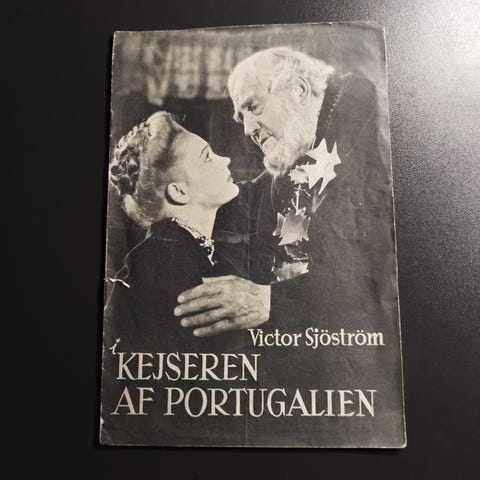 Victor Sjöström
KEJSEREN
AF PORTUGALIEN